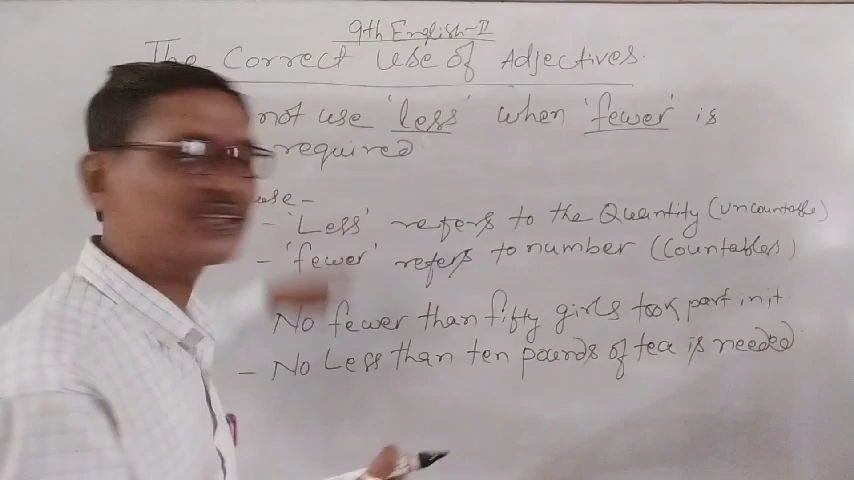 9th English-II
The Correct Use of Adjectives.
not use 'less' when 'fewer' is
required
use -
- 'Less' refers to the Quantity (Uncountable)
- 'fewer' refers to number (Countables)
No fewer than fifty girls took part in it
- No Less than ten pounds of tea is needed